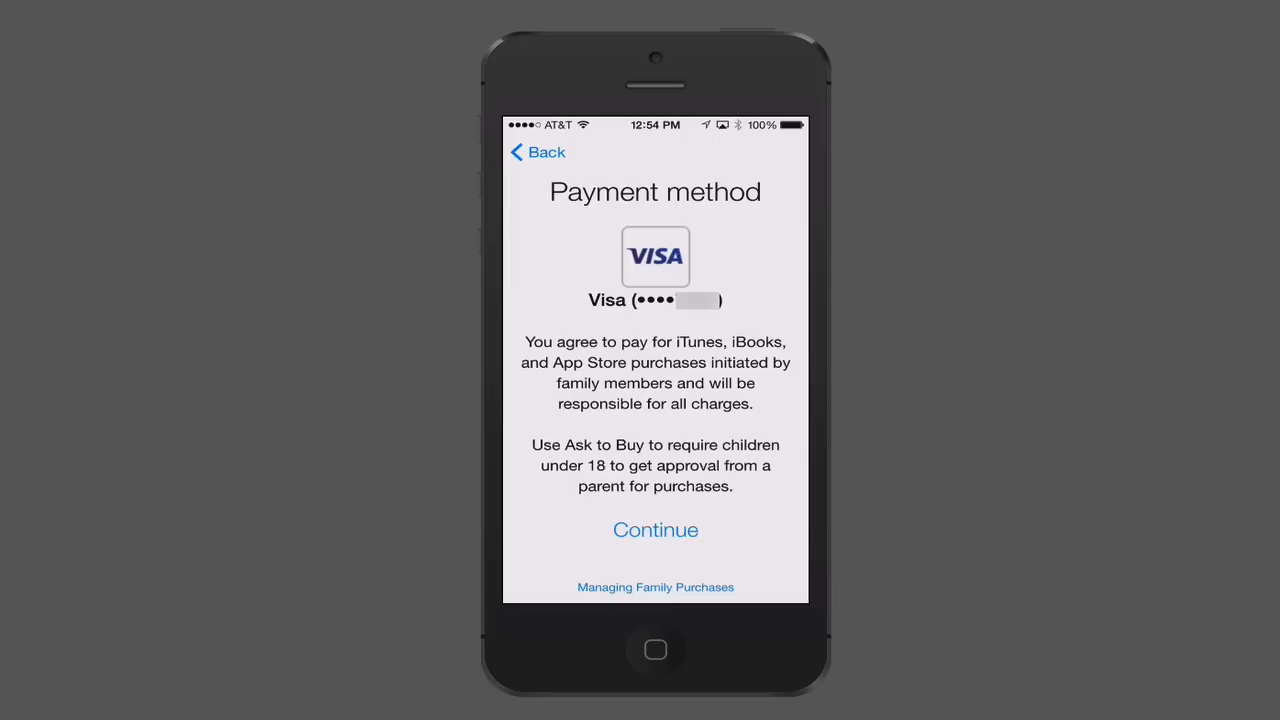 ●●●●○ AT&T 12:54 PM 100%
Back
Payment method
VISA
Visa (•••• )
You agree to pay for iTunes, iBooks,
and App Store purchases initiated by
family members and will be
responsible for all charges.
Use Ask to Buy to require children
under 18 to get approval from a
parent for purchases.
Continue
Managing Family Purchases